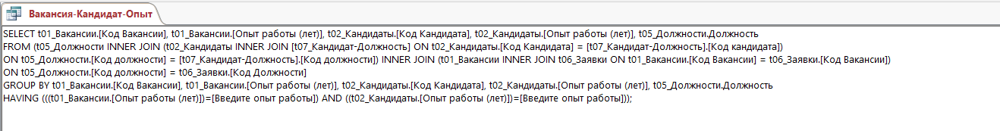 Вакансия-Кандидат-Опыт
SELECT t01_Вакансии.[Код Вакансии], t01_Вакансии.[Опыт работы (лет)], t02_Кандидаты.[Код Кандидата], t02_Кандидаты.[Опыт работы (лет)], t05_Должности.Должность
FROM (t05_Должности INNER JOIN (t02_Кандидаты INNER JOIN [t07_Кандидат-Должность] ON t02_Кандидаты.[Код Кандидата] = [t07_Кандидат-Должность].[Код кандидата])
ON t05_Должности.[Код должности] = [t07_Кандидат-Должность].[Код должности]) INNER JOIN (t01_Вакансии INNER JOIN t06_Заявки ON t01_Вакансии.[Код Вакансии] = t06_Заявки.[Код Вакансии])
ON t05_Должности.[Код должности] = t06_Заявки.[Код Должности]
GROUP BY t01_Вакансии.[Код Вакансии], t01_Вакансии.[Опыт работы (лет)], t02_Кандидаты.[Код Кандидата], t02_Кандидаты.[Опыт работы (лет)], t05_Должности.Должность
HAVING (((t01_Вакансии.[Опыт работы (лет)])=[Введите опыт работы]) AND ((t02_Кандидаты.[Опыт работы (лет)])=[Введите опыт работы]));